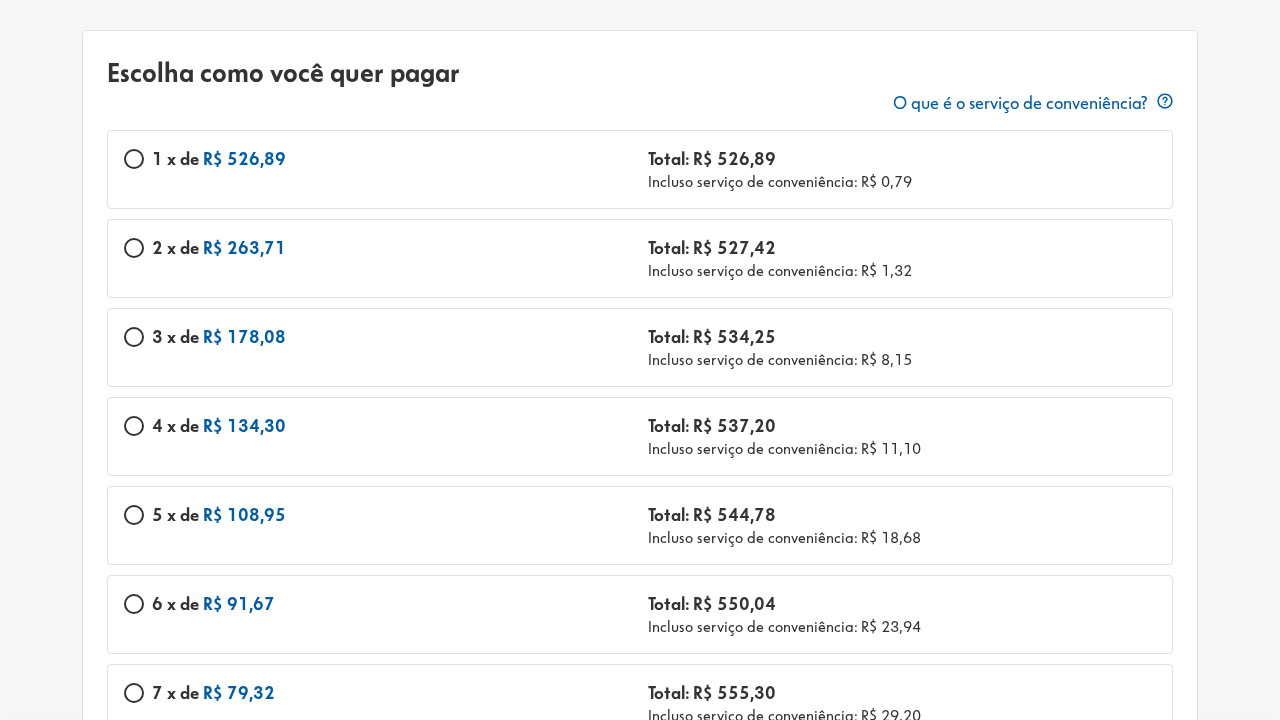 Escolha como você quer pagar
O que é o serviço de conveniência?
1 x de R$ 526,89
Total: R$ 526,89
Incluso serviço de conveniência: R$ 0,79
2 x de R$ 263,71
Total: R$ 527,42
Incluso serviço de conveniência: R$ 1,32
3 x de R$ 178,08
Total: R$ 534,25
Incluso serviço de conveniência: R$ 8,15
4 x de R$ 134,30
Total: R$ 537,20
Incluso serviço de conveniência: R$ 11,10
5 x de R$ 108,95
Total: R$ 544,78
Incluso serviço de conveniência: R$ 18,68
6 x de R$ 91,67
Total: R$ 550,04
Incluso serviço de conveniência: R$ 23,94
7 x de R$ 79,32
Total: R$ 555,30
Incluso serviço de conveniência: R$ 29,20